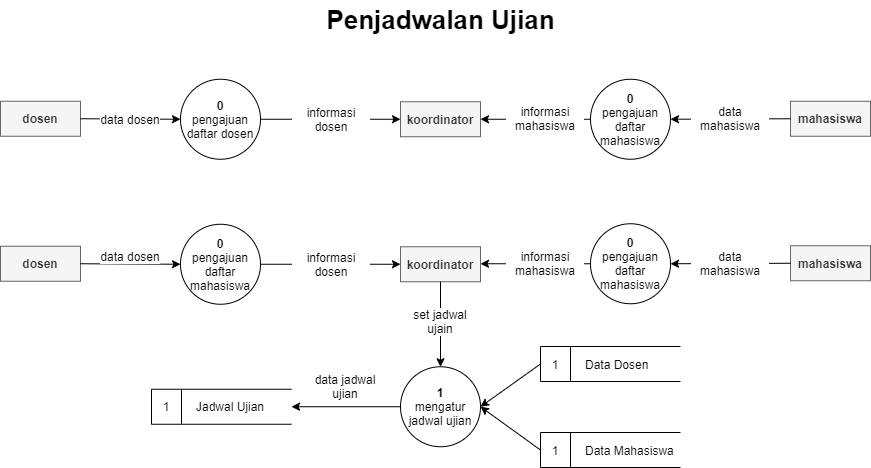 Penjadwalan Ujian
dosen
data dosen
0
pengajuan
daftar dosen
informasi
dosen
koordinator
informasi
mahasiswa
0
pengajuan
daftar
mahasiswa
data
mahasiswa
mahasiswa
dosen
data dosen
0
pengajuan
daftar
mahasiswa
informasi
dosen
koordinator
informasi
mahasiswa
0
pengajuan
daftar
mahasiswa
data
mahasiswa
mahasiswa
set jadwal
ujain
1 Data Dosen
data jadwal
ujian
1 Jadwal Ujian
1
mengatur
jadwal ujian
1 Data Mahasiswa